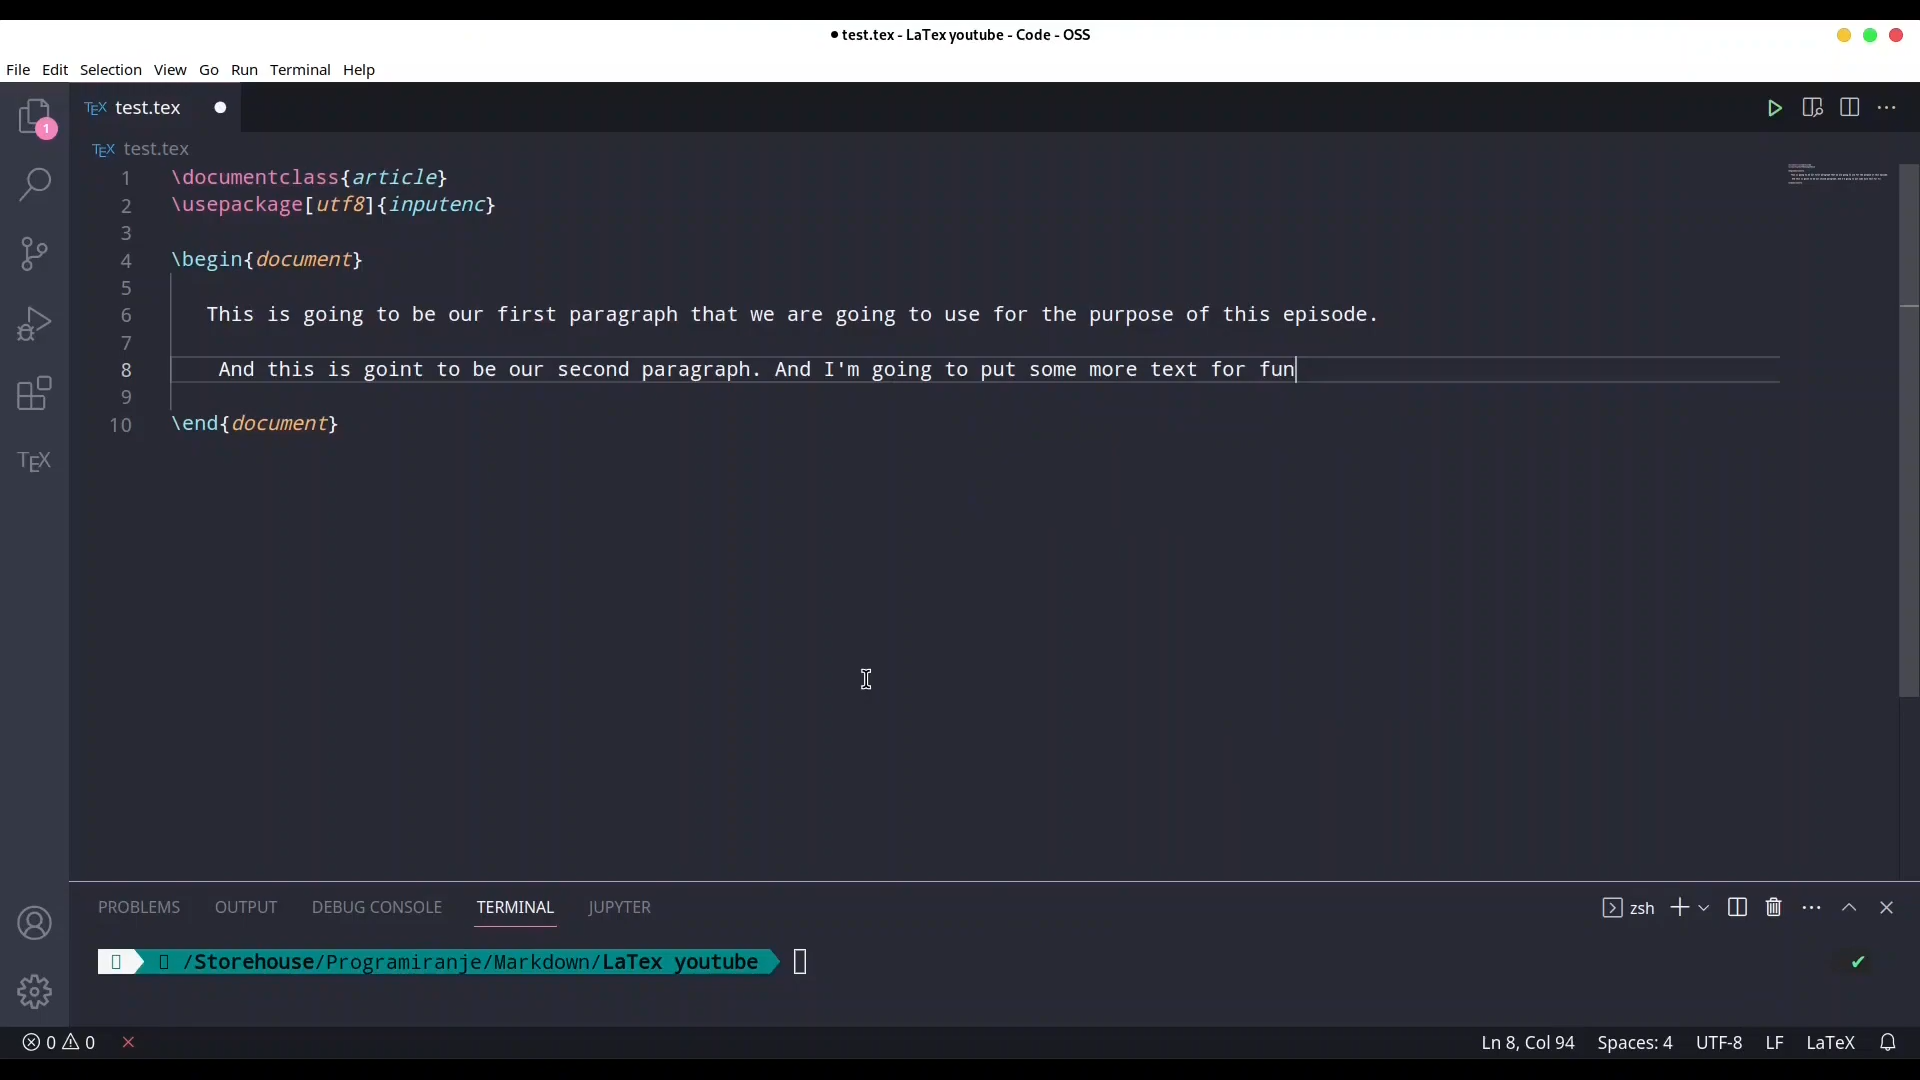 ● test.tex - LaTex youtube - Code - OSS
File Edit Selection View Go Run Terminal Help
TEX test.tex
1
TEX test.tex
1 \documentclass{article}
2 \usepackage[utf8]{inputenc}
3
4 \begin{document}
5
6 This is going to be our first paragraph that we are going to use for the purpose of this episode.
7
8 And this is goint to be our second paragraph. And I'm going to put some more text for fun
9
10 \end{document}
TEX
PROBLEMS OUTPUT DEBUG CONSOLE TERMINAL JUPYTER zsh
/Storehouse/Programiranje/Markdown/LaTex youtube
0 0 Ln 8, Col 94 Spaces: 4 UTF-8 LF LaTeX